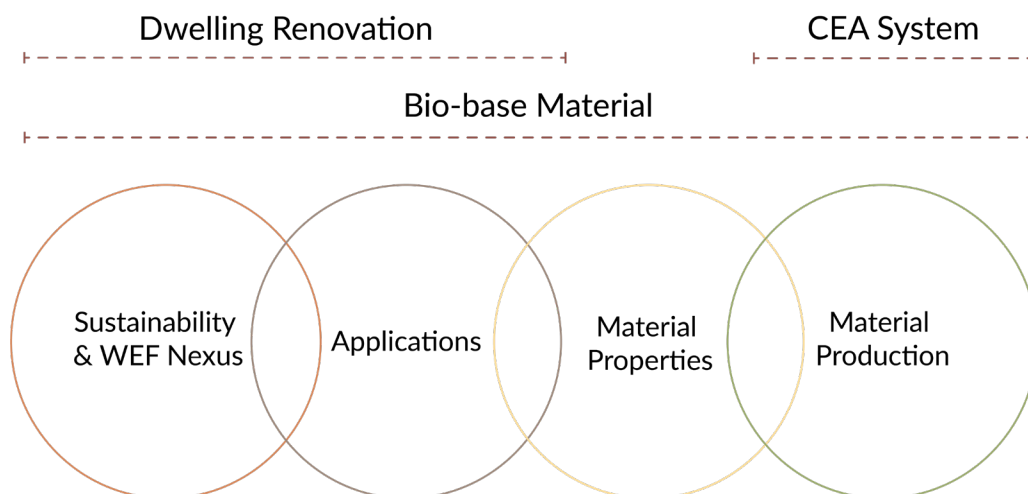 Dwelling Renovation
CEA System
Bio-base Material
Sustainability
& WEF Nexus
Applications
Material
Properties
Material
Production